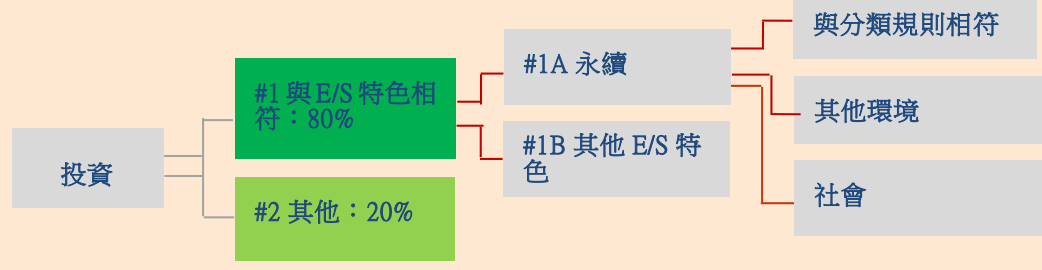 投資
#1 與 E/S 特色相
符：80%
#2 其他：20%
#1A 永續
#1B 其他 E/S 特
色
與分類規則相符
其他環境
社會